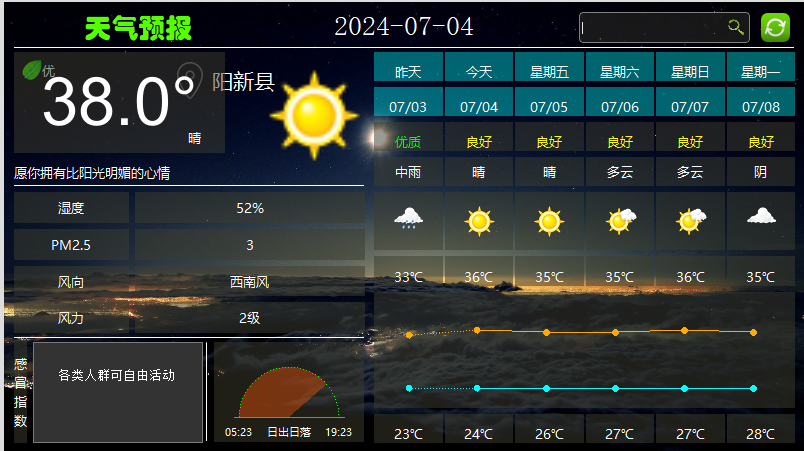 天气预报
2024-07-04
优
38.0°
阳新县
晴
愿你拥有比阳光明媚的心情
湿度 52%
PM2.5 3
风向 西南风
风力 2级
感冒指数
各类人群可自由活动
05:23 日出日落 19:23
昨天 今天 星期五 星期六 星期日 星期一
07/03 07/04 07/05 07/06 07/07 07/08
优质 良好 良好 良好 良好 良好
中雨 晴 晴 多云 多云 阴
33℃ 36℃ 35℃ 35℃ 36℃ 35℃
23℃ 24℃ 26℃ 27℃ 27℃ 28℃